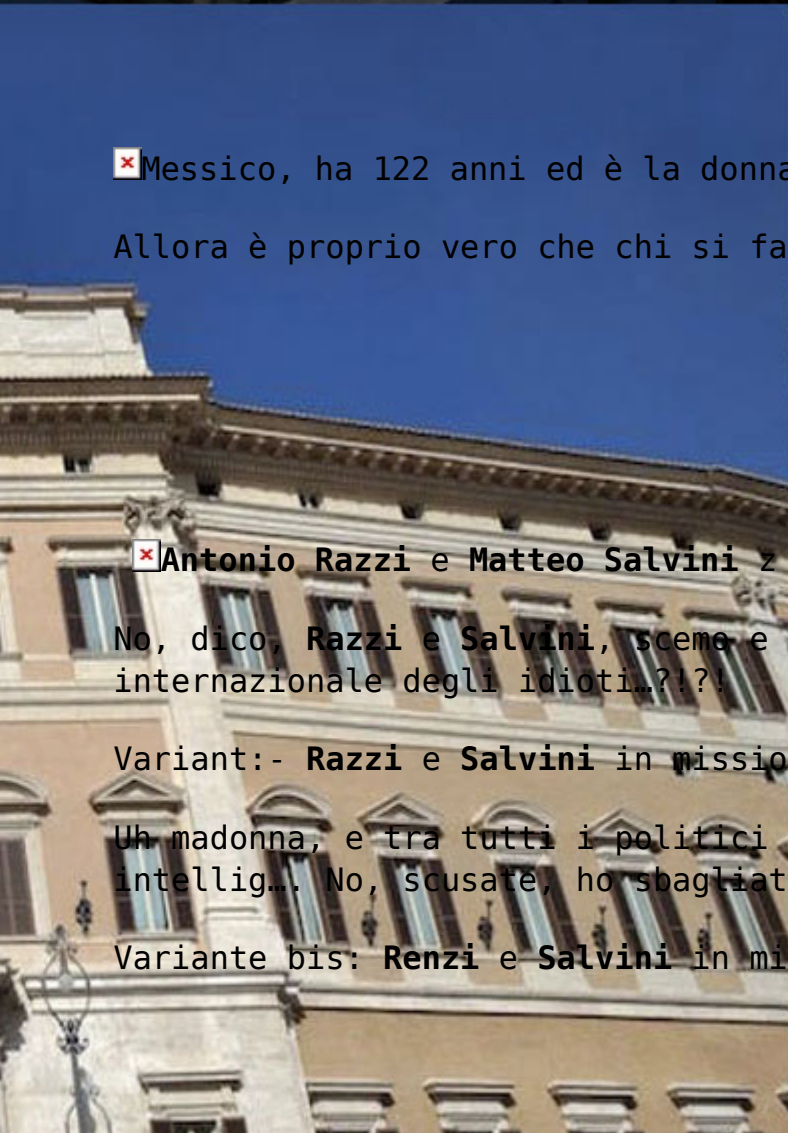 Messico, ha 122 anni ed è la donna
Allora è proprio vero che chi si fa
Antonio Razzi e Matteo Salvini z
No, dico, Razzi e Salvini, scemo e
internazionale degli idioti…?!?!
Variant:- Razzi e Salvini in missio
Uh madonna, e tra tutti i politici
intellig…. No, scusate, ho sbagliat
Variante bis: Renzi e Salvini in mi